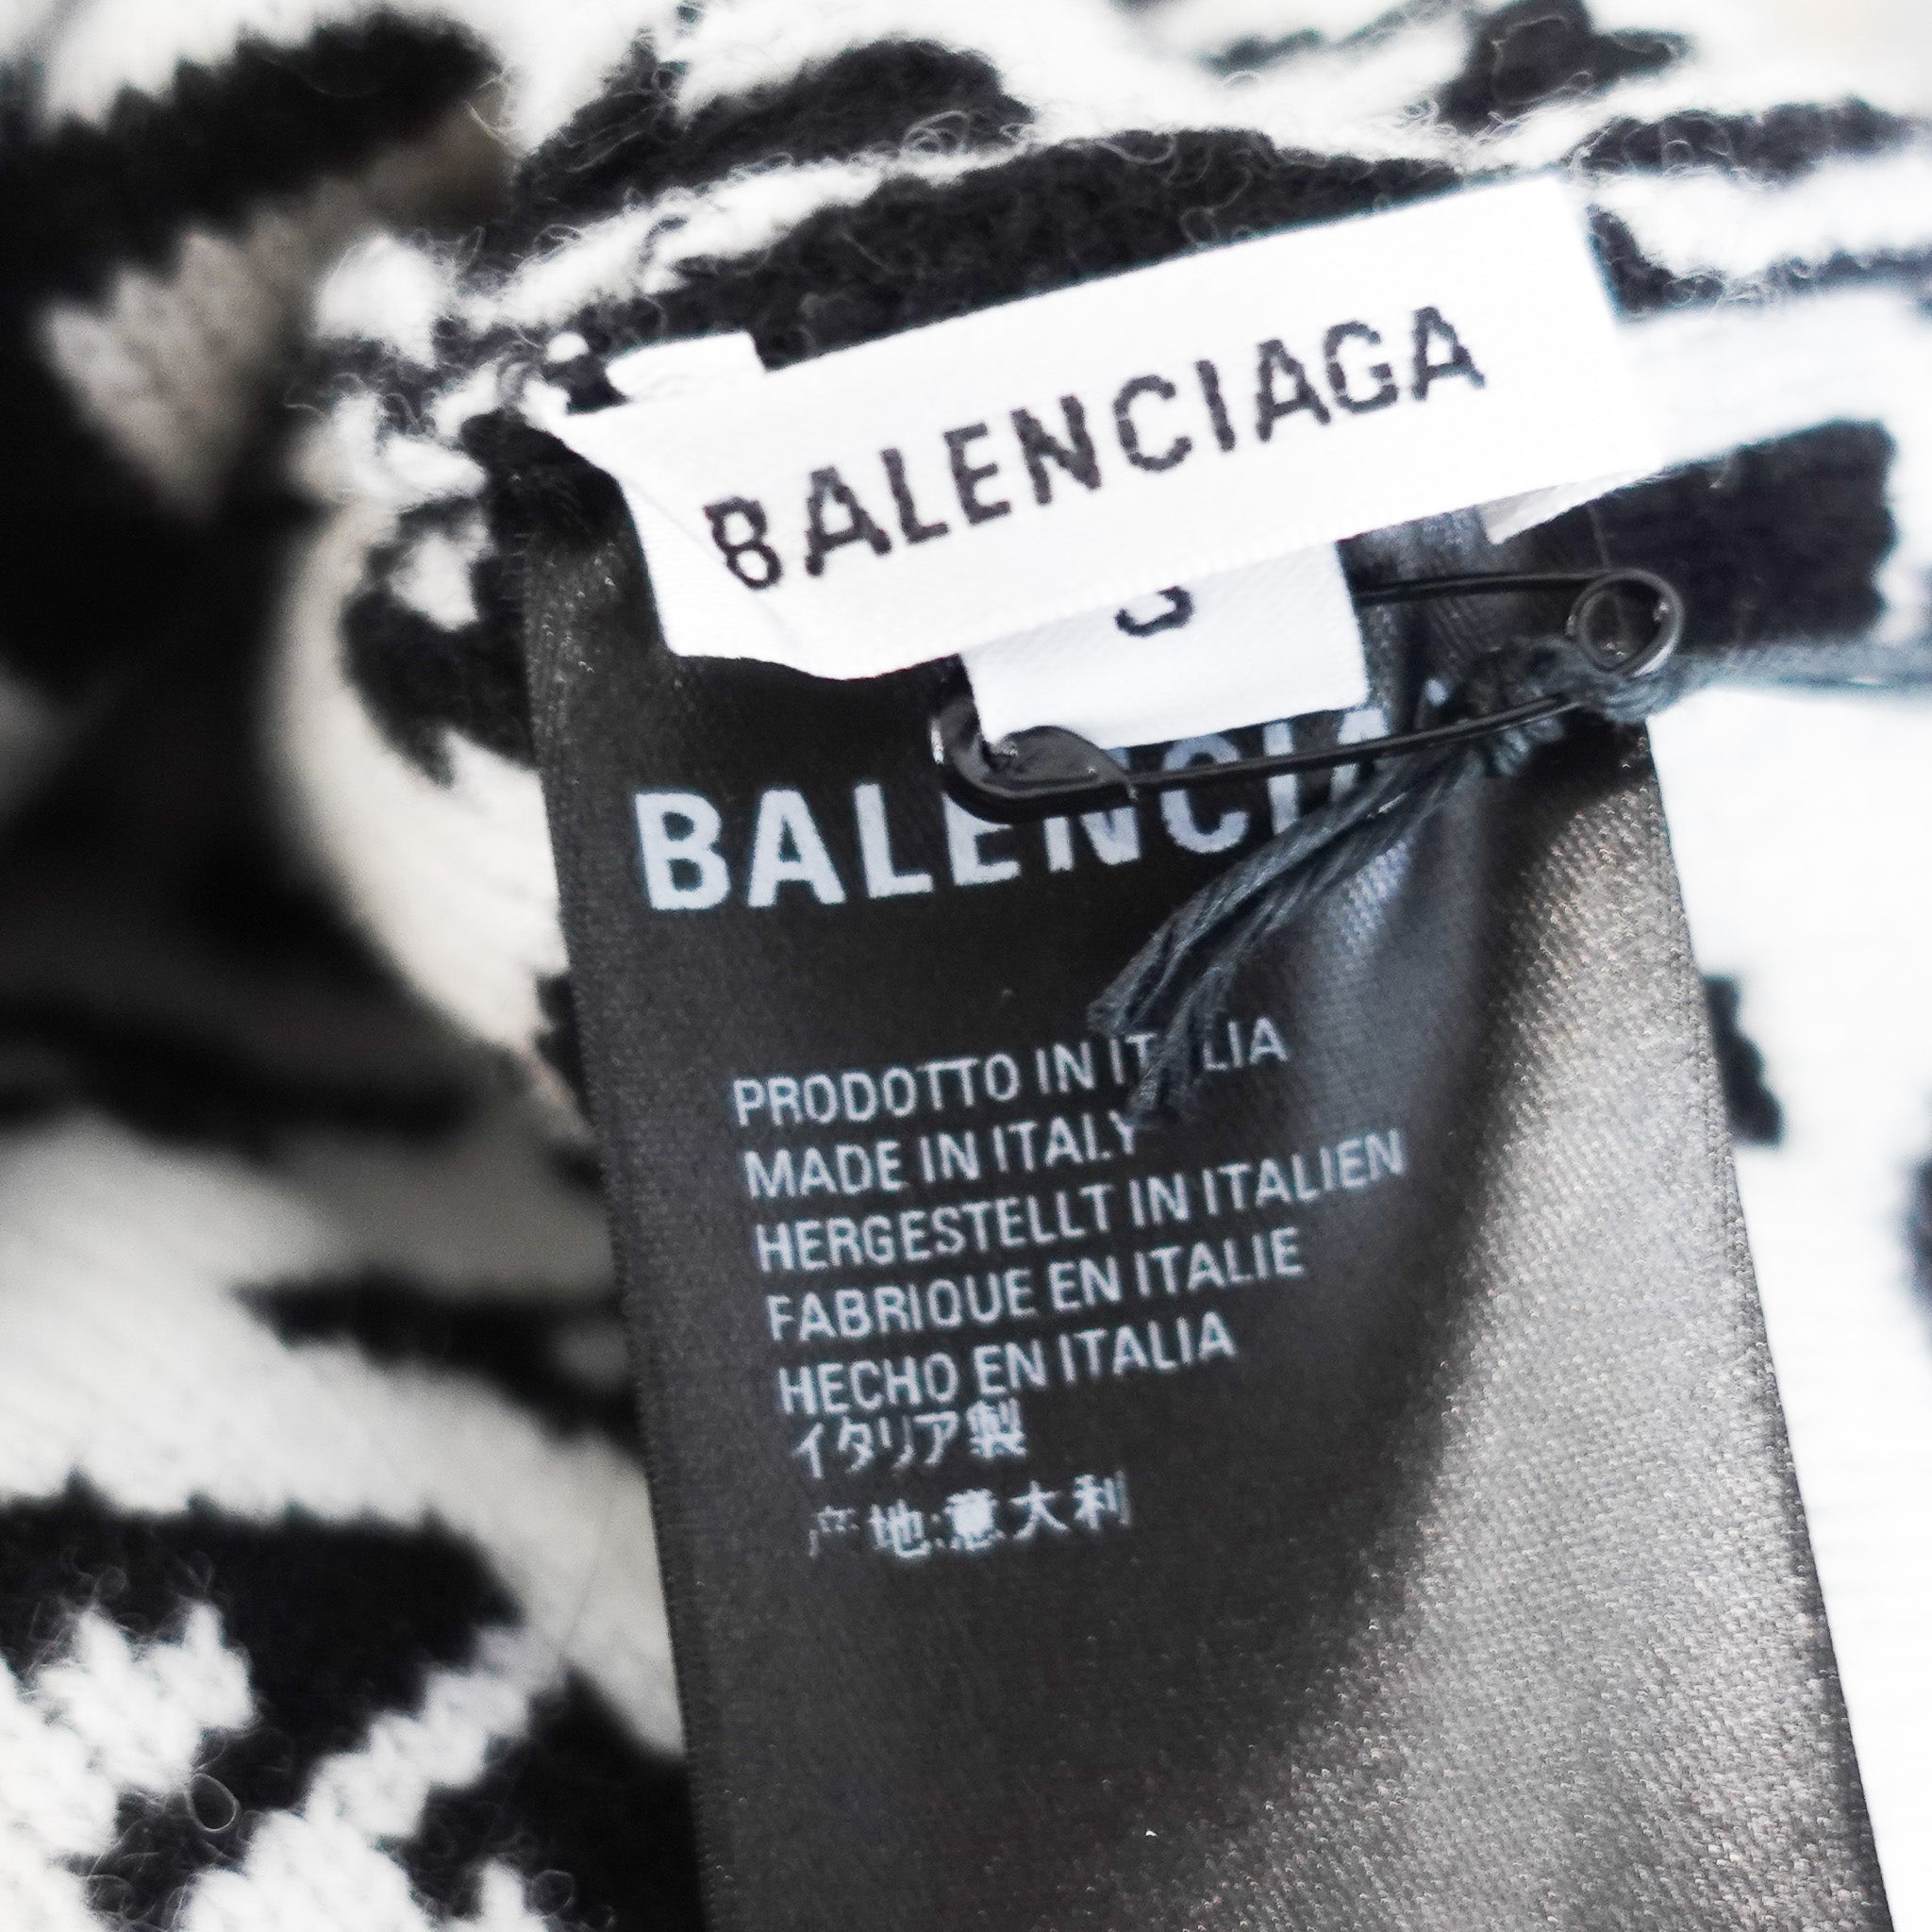 BALENCIAGA
BALENCIA
PRODOTTO IN ITALIA
MADE IN ITALY
HERGESTELLT IN ITALIEN
FABRIQUE EN ITALIE
HECHO EN ITALIA
イタリア製
产地:意大利